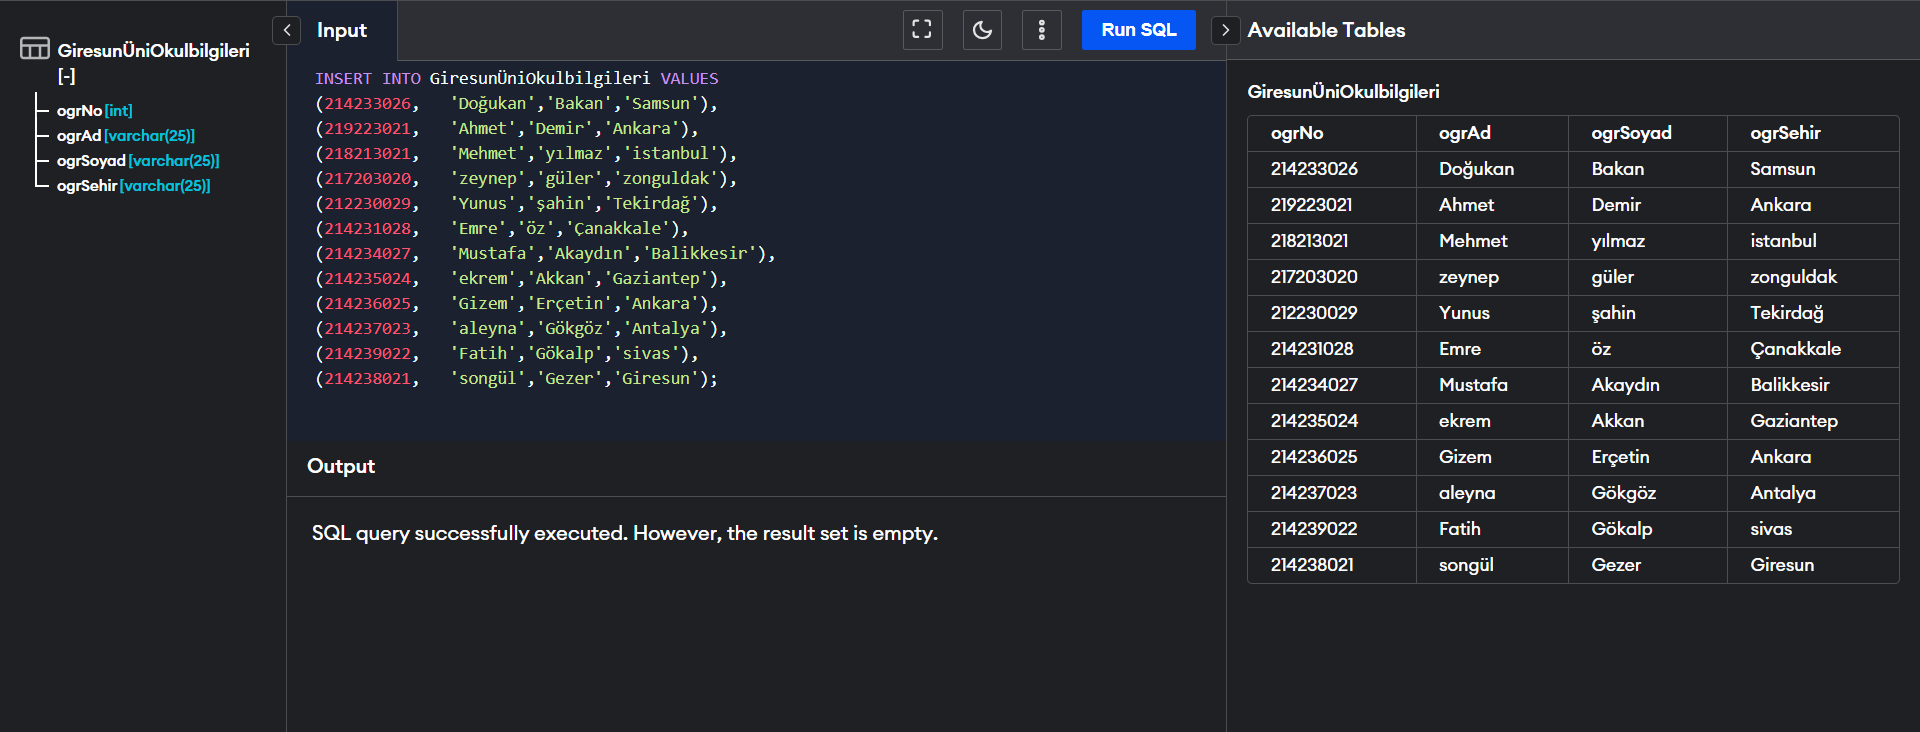 GiresunÜniOkulbilgileri
[-]
ogrNo [int]
ogrAd [varchar(25)]
ogrSoyad [varchar(25)]
ogrSehir [varchar(25)]
Input
Run SQL
INSERT INTO GiresunÜniOkulbilgileri VALUES
(214233026,   'Doğukan','Bakan','Samsun'),
(219223021,   'Ahmet','Demir','Ankara'),
(218213021,   'Mehmet','yılmaz','istanbul'),
(217203020,   'zeynep','güler','zonguldak'),
(212230029,   'Yunus','şahin','Tekirdağ'),
(214231028,   'Emre','öz','Çanakkale'),
(214234027,   'Mustafa','Akaydın','Balikkesir'),
(214235024,   'ekrem','Akkan','Gaziantep'),
(214236025,   'Gizem','Erçetin','Ankara'),
(214237023,   'aleyna','Gökgöz','Antalya'),
(214239022,   'Fatih','Gökalp','sivas'),
(214238021,   'songül','Gezer','Giresun');
Output
SQL query successfully executed. However, the result set is empty.
Available Tables
GiresunÜniOkulbilgileri
ogrNo ogrAd ogrSoyad ogrSehir
214233026 Doğukan Bakan Samsun
219223021 Ahmet Demir Ankara
218213021 Mehmet yılmaz istanbul
217203020 zeynep güler zonguldak
212230029 Yunus şahin Tekirdağ
214231028 Emre öz Çanakkale
214234027 Mustafa Akaydın Balikkesir
214235024 ekrem Akkan Gaziantep
214236025 Gizem Erçetin Ankara
214237023 aleyna Gökgöz Antalya
214239022 Fatih Gökalp sivas
214238021 songül Gezer Giresun